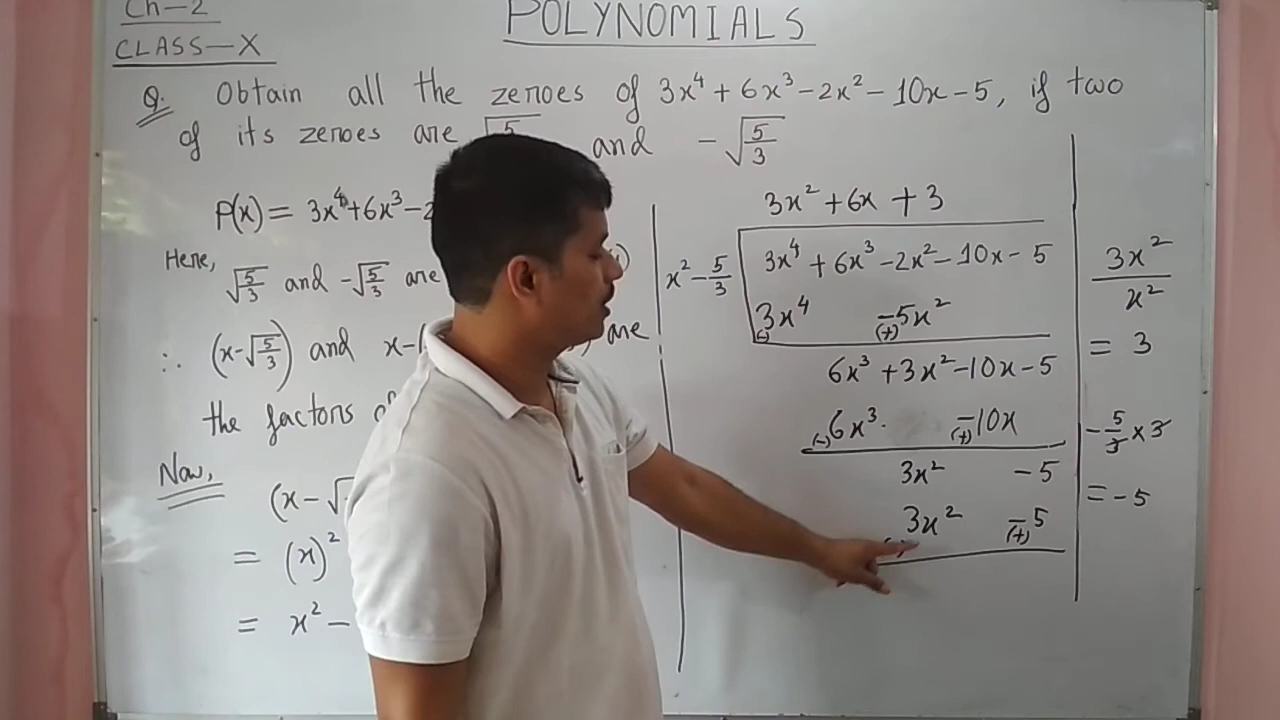 Ch-2
CLASS-X
POLYNOMIALS
Q. Obtain all the zeroes of 3x⁴ + 6x³ - 2x² - 10x - 5, if two
of its zeroes are and -√(5/3)
P(x) = 3x⁴ + 6x³ -
Here,
√(5/3) and -√(5/3) are
∴ (x-√(5/3)) and x-( are
the factors
Now,
(x - √
= (x)²
= x² -
3x² + 6x + 3
x² - 5/3
3x⁴ + 6x³ - 2x² - 10x - 5
3x⁴ - 5x²
(-) (+)
6x³ + 3x² - 10x - 5
6x³ - 10x
(-) (+)
3x² - 5
3x² - 5
(+)
3x²/x²
= 3
- 5/3 × 3
= -5